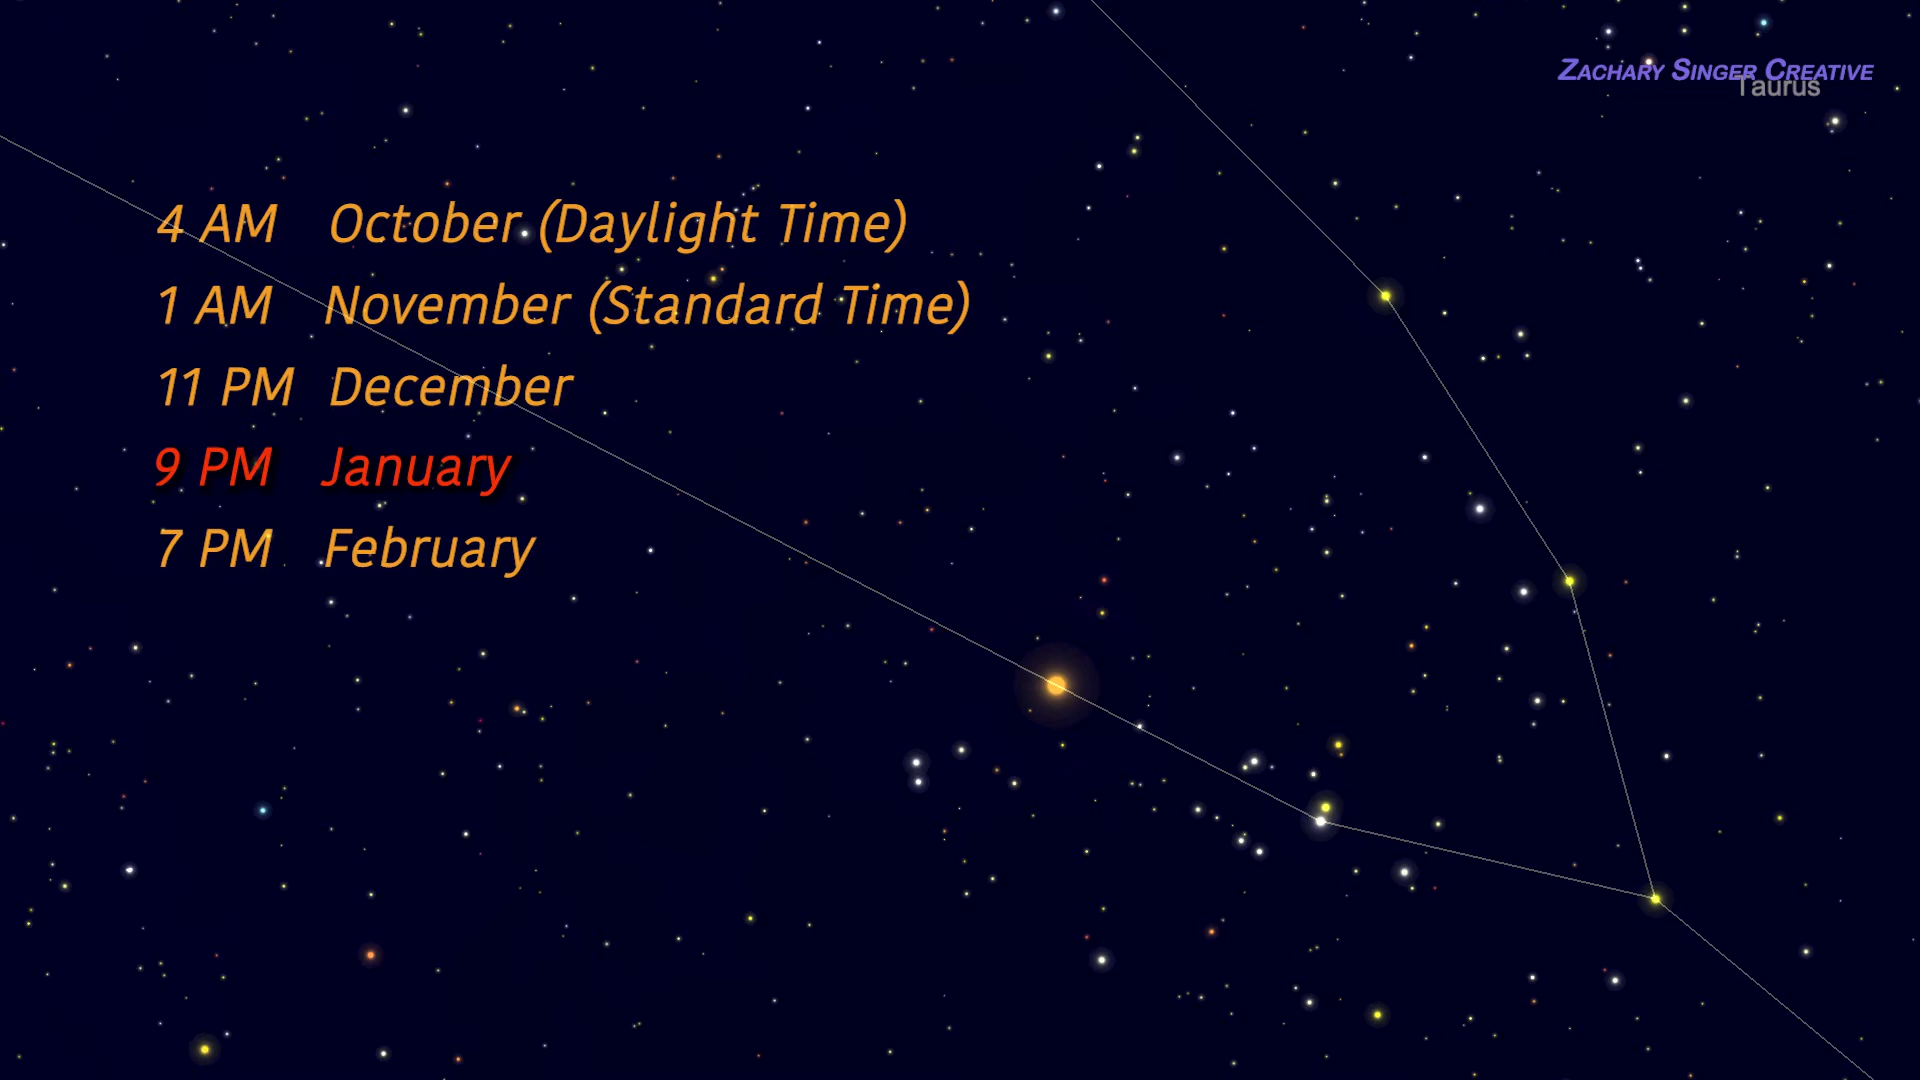 ZACHARY SINGER CREATIVE
Taurus
4 AM October (Daylight Time)
1 AM November (Standard Time)
11 PM December
9 PM January
7 PM February